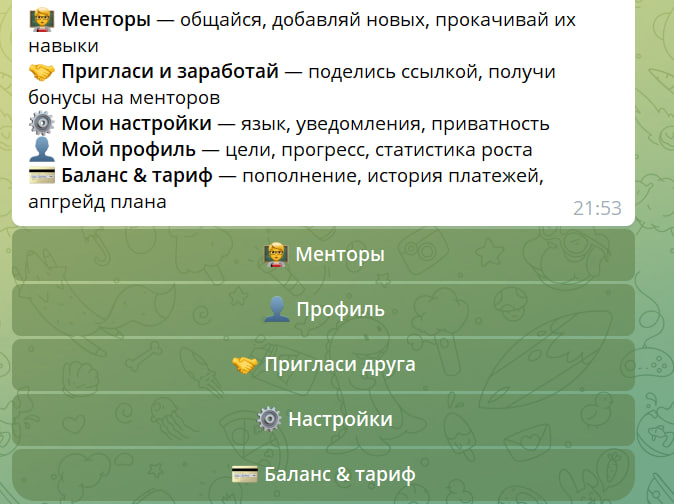 👨‍🏫 Менторы — общайся, добавляй новых, прокачивай их
навыки
🤝 Пригласи и заработай — поделись ссылкой, получи
бонусы на менторов
⚙️ Мои настройки — язык, уведомления, приватность
👤 Мой профиль — цели, прогресс, статистика роста
💳 Баланс & тариф — пополнение, история платежей,
апгрейд плана
21:53
👨‍🏫 Менторы
👤 Профиль
🤝 Пригласи друга
⚙️ Настройки
💳 Баланс & тариф